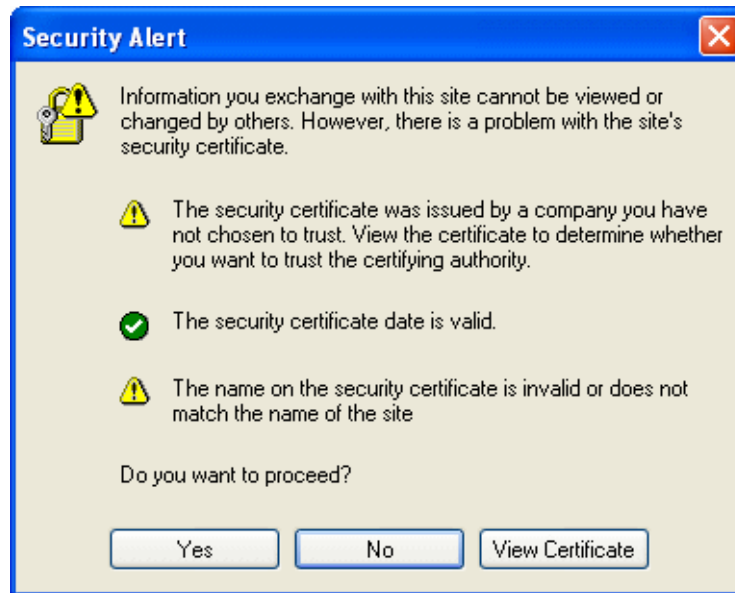 Security Alert
Information you exchange with this site cannot be viewed or
changed by others. However, there is a problem with the site's
security certificate.
The security certificate was issued by a company you have
not chosen to trust. View the certificate to determine whether
you want to trust the certifying authority.
The security certificate date is valid.
The name on the security certificate is invalid or does not
match the name of the site
Do you want to proceed?
Yes
No
View Certificate